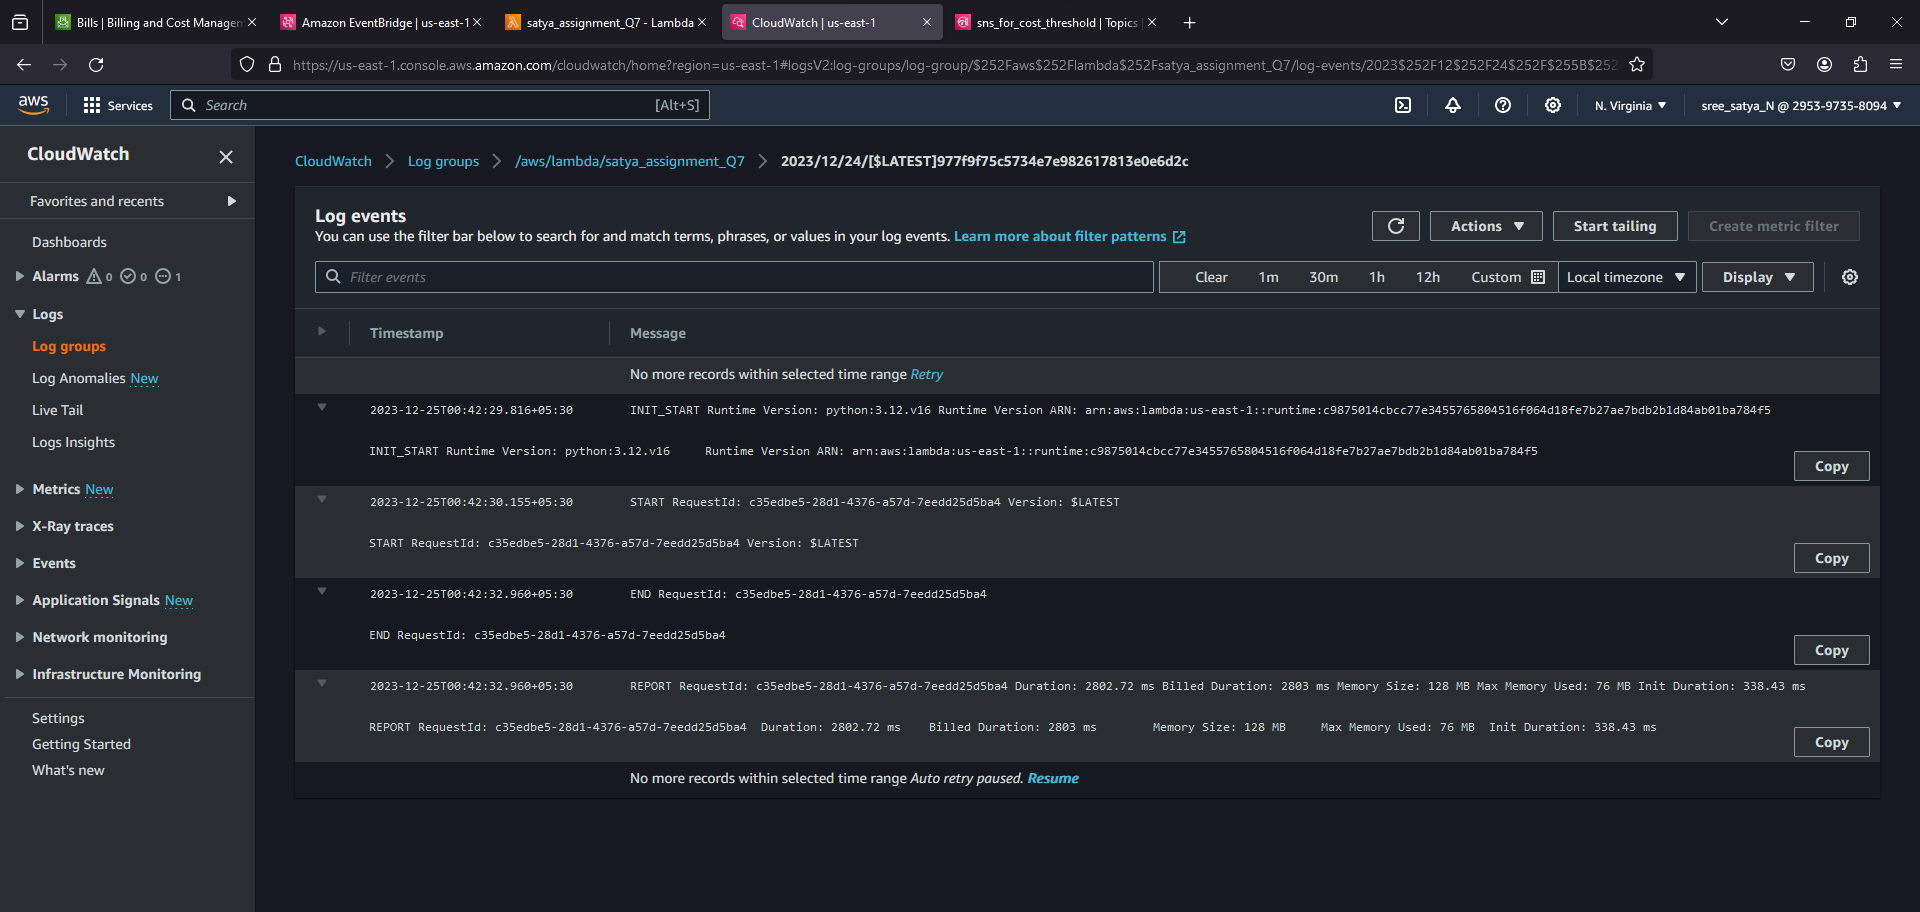 Bills | Billing and Cost Managem
Amazon EventBridge | us-east-1
satya_assignment_Q7 - Lambda
CloudWatch | us-east-1
sns_for_cost_threshold | Topics
https://us-east-1.console.aws.amazon.com/cloudwatch/home?region=us-east-1#logsV2:log-groups/log-group/$252Faws$252Flambda$252Fsatya_assignment_Q7/log-events/2023$252F12$252F24$252F$255B$252
aws
Services
Search
[Alt+S]
N. Virginia
sree_satya_N @ 2953-9735-8094
CloudWatch
Favorites and recents
Dashboards
Alarms 0 0 1
Logs
Log groups
Log Anomalies New
Live Tail
Logs Insights
Metrics New
X-Ray traces
Events
Application Signals New
Network monitoring
Infrastructure Monitoring
Settings
Getting Started
What's new
CloudWatch
Log groups
/aws/lambda/satya_assignment_Q7
2023/12/24/[$LATEST]977f9f75c5734e7e982617813e0e6d2c
Log events
You can use the filter bar below to search for and match terms, phrases, or values in your log events. Learn more about filter patterns
Actions
Start tailing
Create metric filter
Filter events
Clear
1m
30m
1h
12h
Custom
Local timezone
Display
Timestamp
Message
No more records within selected time range Retry
2023-12-25T00:42:29.816+05:30 INIT_START Runtime Version: python:3.12.v16 Runtime Version ARN: arn:aws:lambda:us-east-1::runtime:c9875014cbcc77e3455765804516f064d18fe7b27ae7bdb2b1d84ab01ba784f5
INIT_START Runtime Version: python:3.12.v16 Runtime Version ARN: arn:aws:lambda:us-east-1::runtime:c9875014cbcc77e3455765804516f064d18fe7b27ae7bdb2b1d84ab01ba784f5
Copy
2023-12-25T00:42:30.155+05:30 START RequestId: c35edbe5-28d1-4376-a57d-7eedd25d5ba4 Version: $LATEST
START RequestId: c35edbe5-28d1-4376-a57d-7eedd25d5ba4 Version: $LATEST
Copy
2023-12-25T00:42:32.960+05:30 END RequestId: c35edbe5-28d1-4376-a57d-7eedd25d5ba4
END RequestId: c35edbe5-28d1-4376-a57d-7eedd25d5ba4
Copy
2023-12-25T00:42:32.960+05:30 REPORT RequestId: c35edbe5-28d1-4376-a57d-7eedd25d5ba4 Duration: 2802.72 ms Billed Duration: 2803 ms Memory Size: 128 MB Max Memory Used: 76 MB Init Duration: 338.43 ms
REPORT RequestId: c35edbe5-28d1-4376-a57d-7eedd25d5ba4 Duration: 2802.72 ms Billed Duration: 2803 ms Memory Size: 128 MB Max Memory Used: 76 MB Init Duration: 338.43 ms
Copy
No more records within selected time range Auto retry paused. Resume